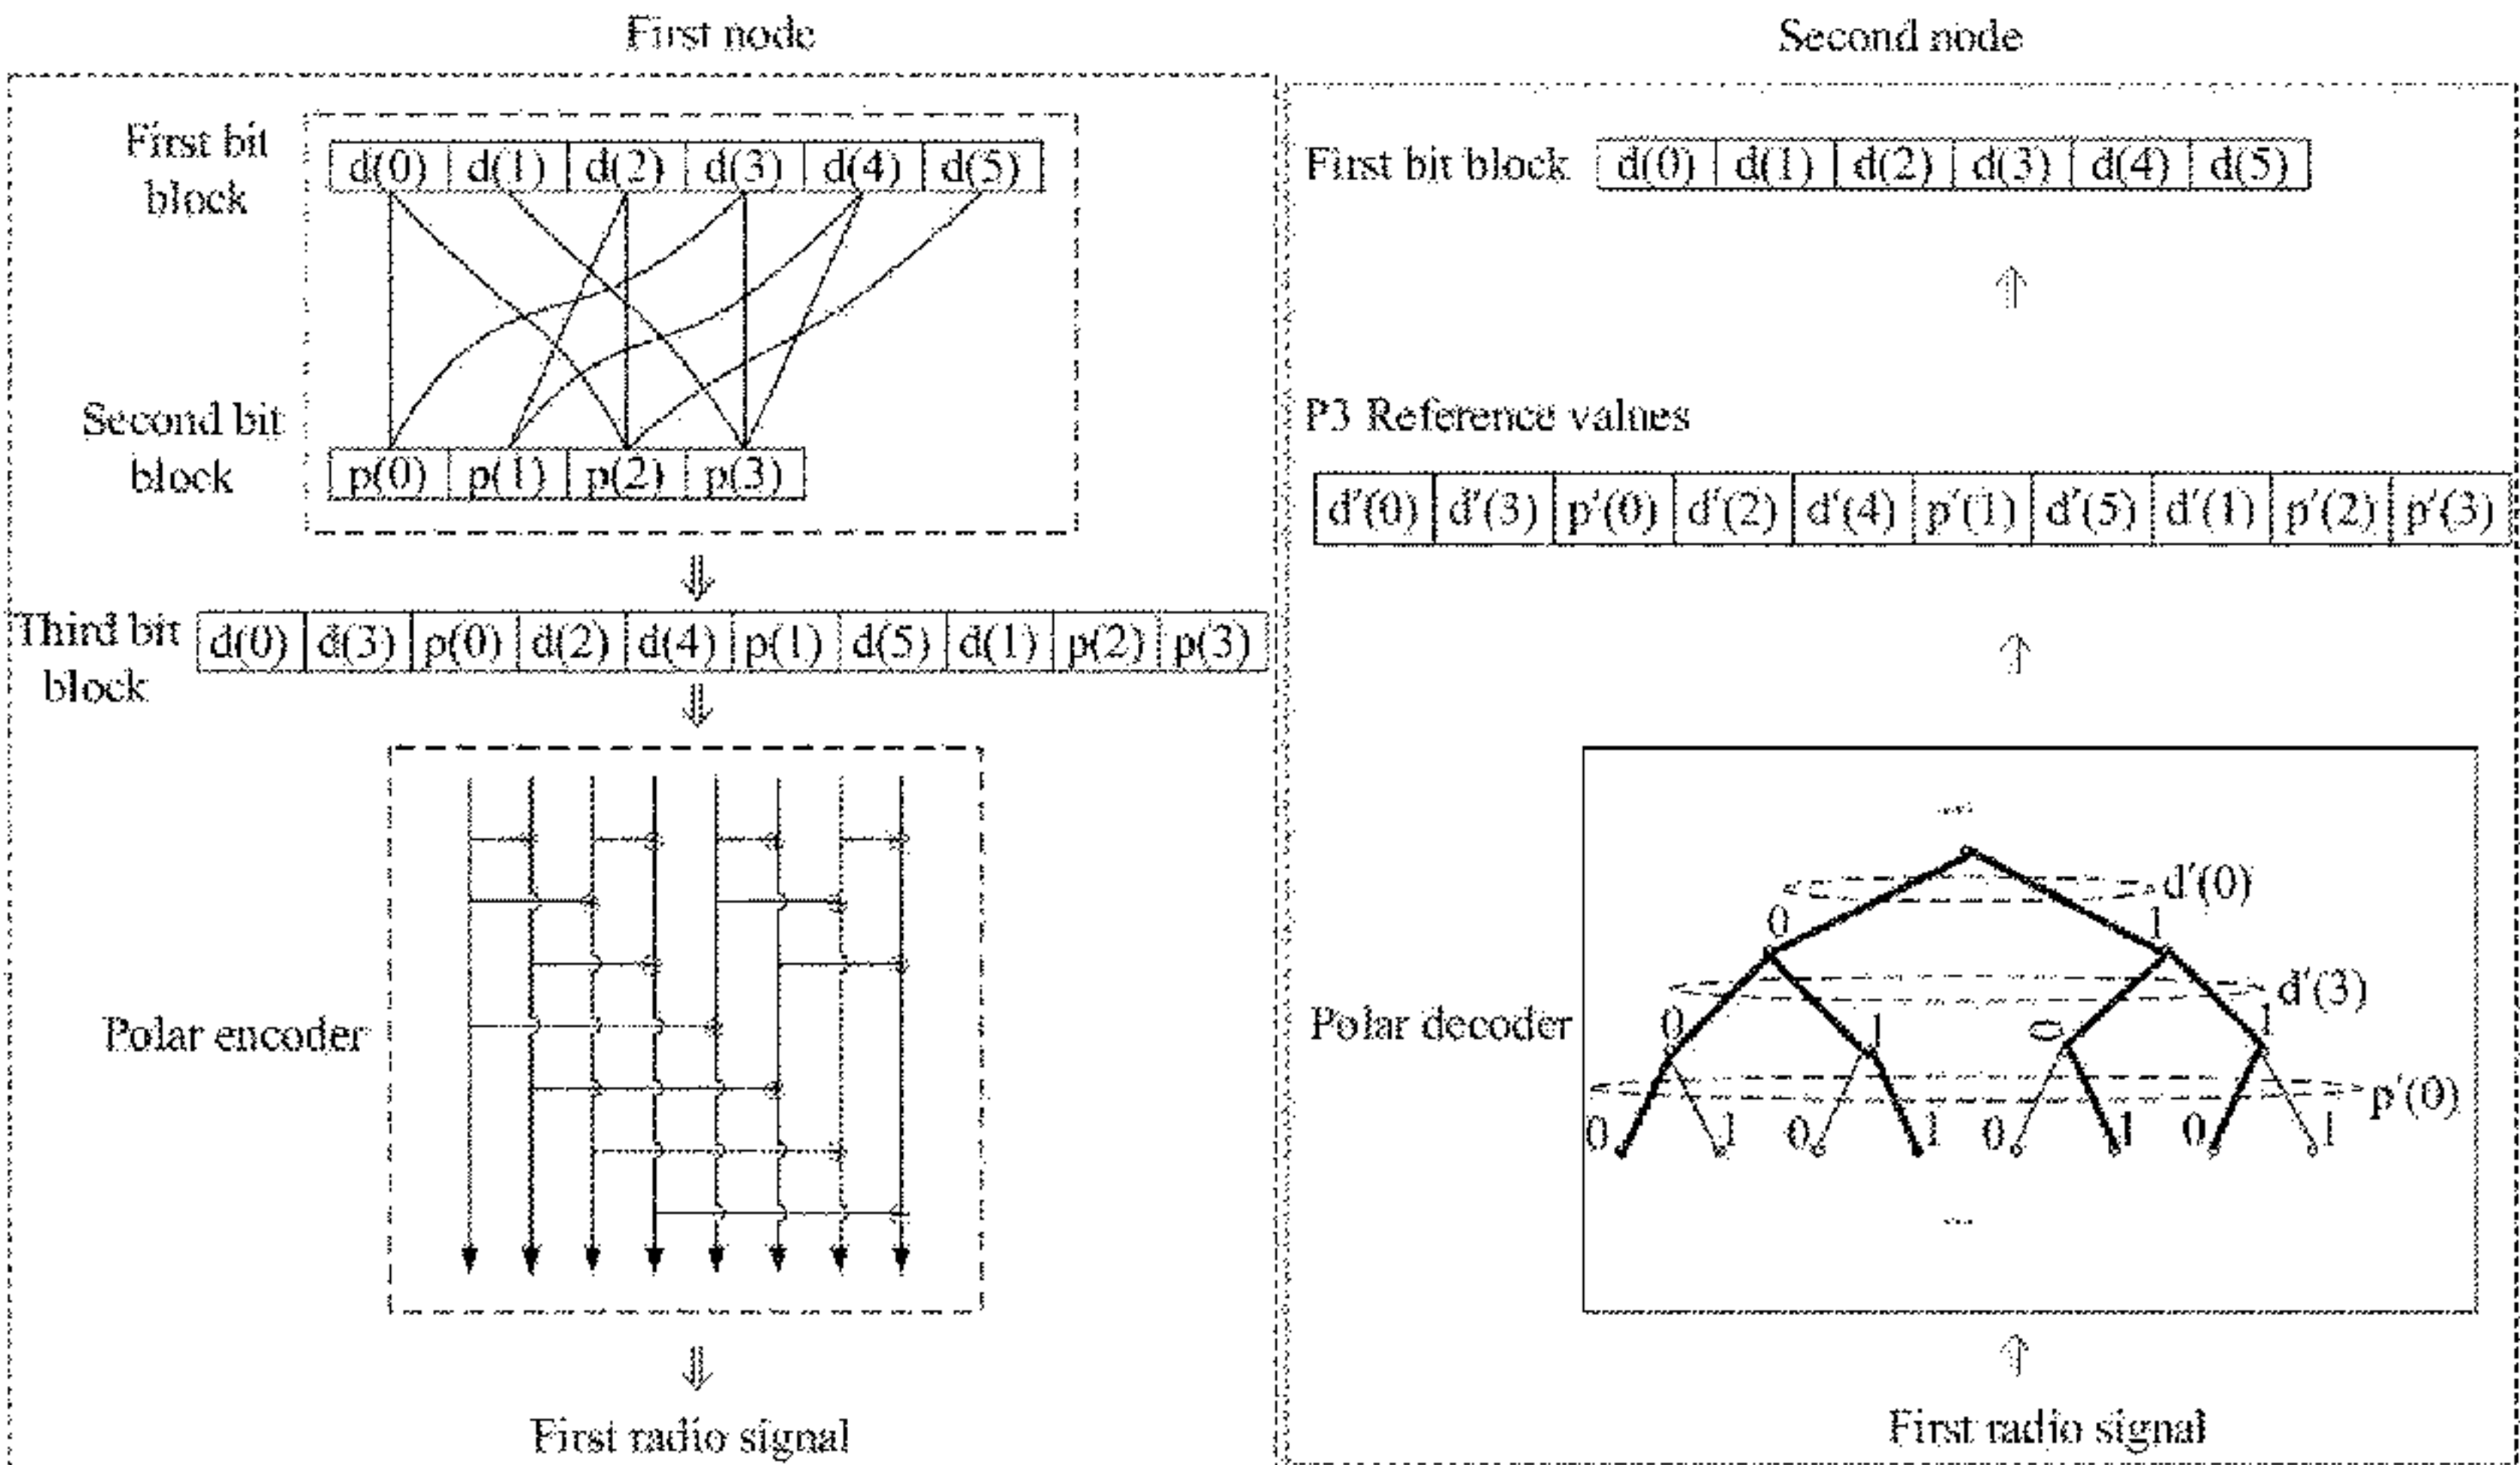 First node
First bit
block
d(0) d(1) d(2) d(3) d(4) d(5)
Second bit
block
p(0) p(1) p(2) p(3)
Third bit
block
d(0) d(3) p(0) d(2) d(4) p(1) d(5) d(1) p(2) p(3)
Polar encoder
First radio signal
Second node
First bit block
d(0) d(1) d(2) d(3) d(4) d(5)
P3 Reference values
d'(0) d'(3) p'(0) d'(2) d'(4) p'(1) d'(5) d'(1) p'(2) p'(3)
Polar decoder
...
d'(0)
0 1
d'(3)
0 1 0 1
p'(0)
0 1 0 1 0 1 0 1
...
First radio signal